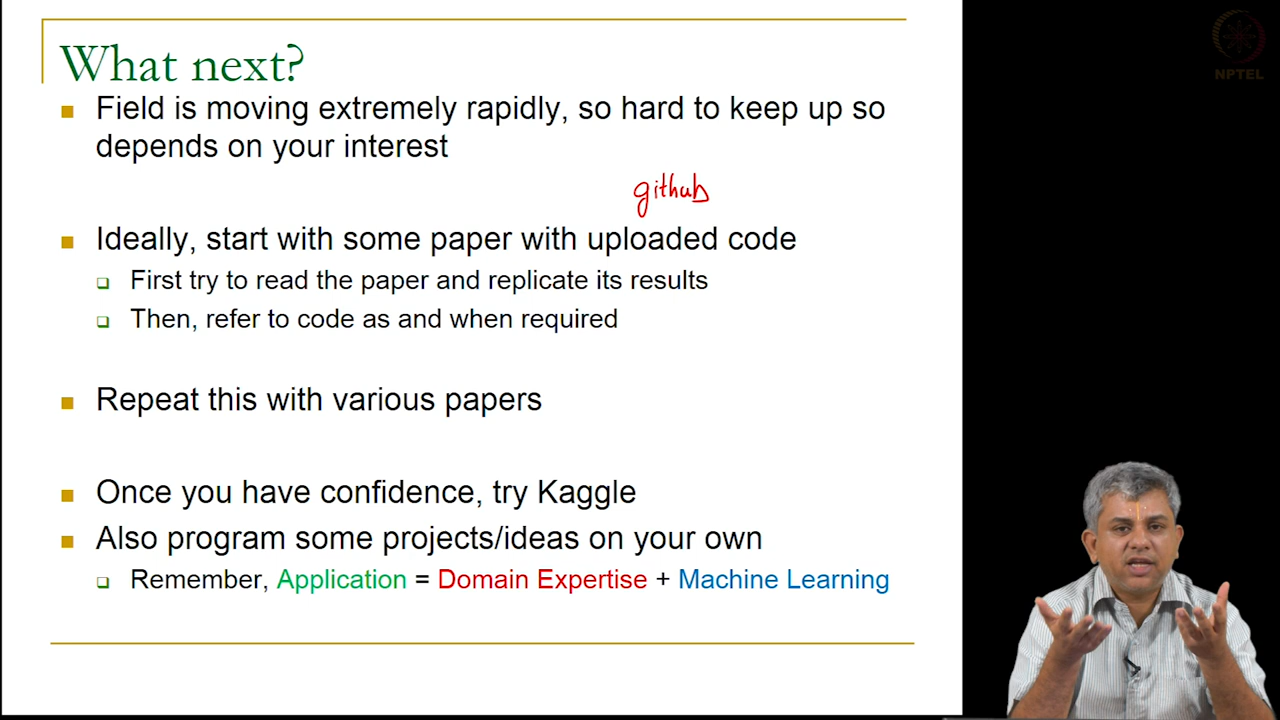 What next?
Field is moving extremely rapidly, so hard to keep up so
depends on your interest
github
Ideally, start with some paper with uploaded code
First try to read the paper and replicate its results
Then, refer to code as and when required
Repeat this with various papers
Once you have confidence, try Kaggle
Also program some projects/ideas on your own
Remember, Application = Domain Expertise + Machine Learning
NPTEL